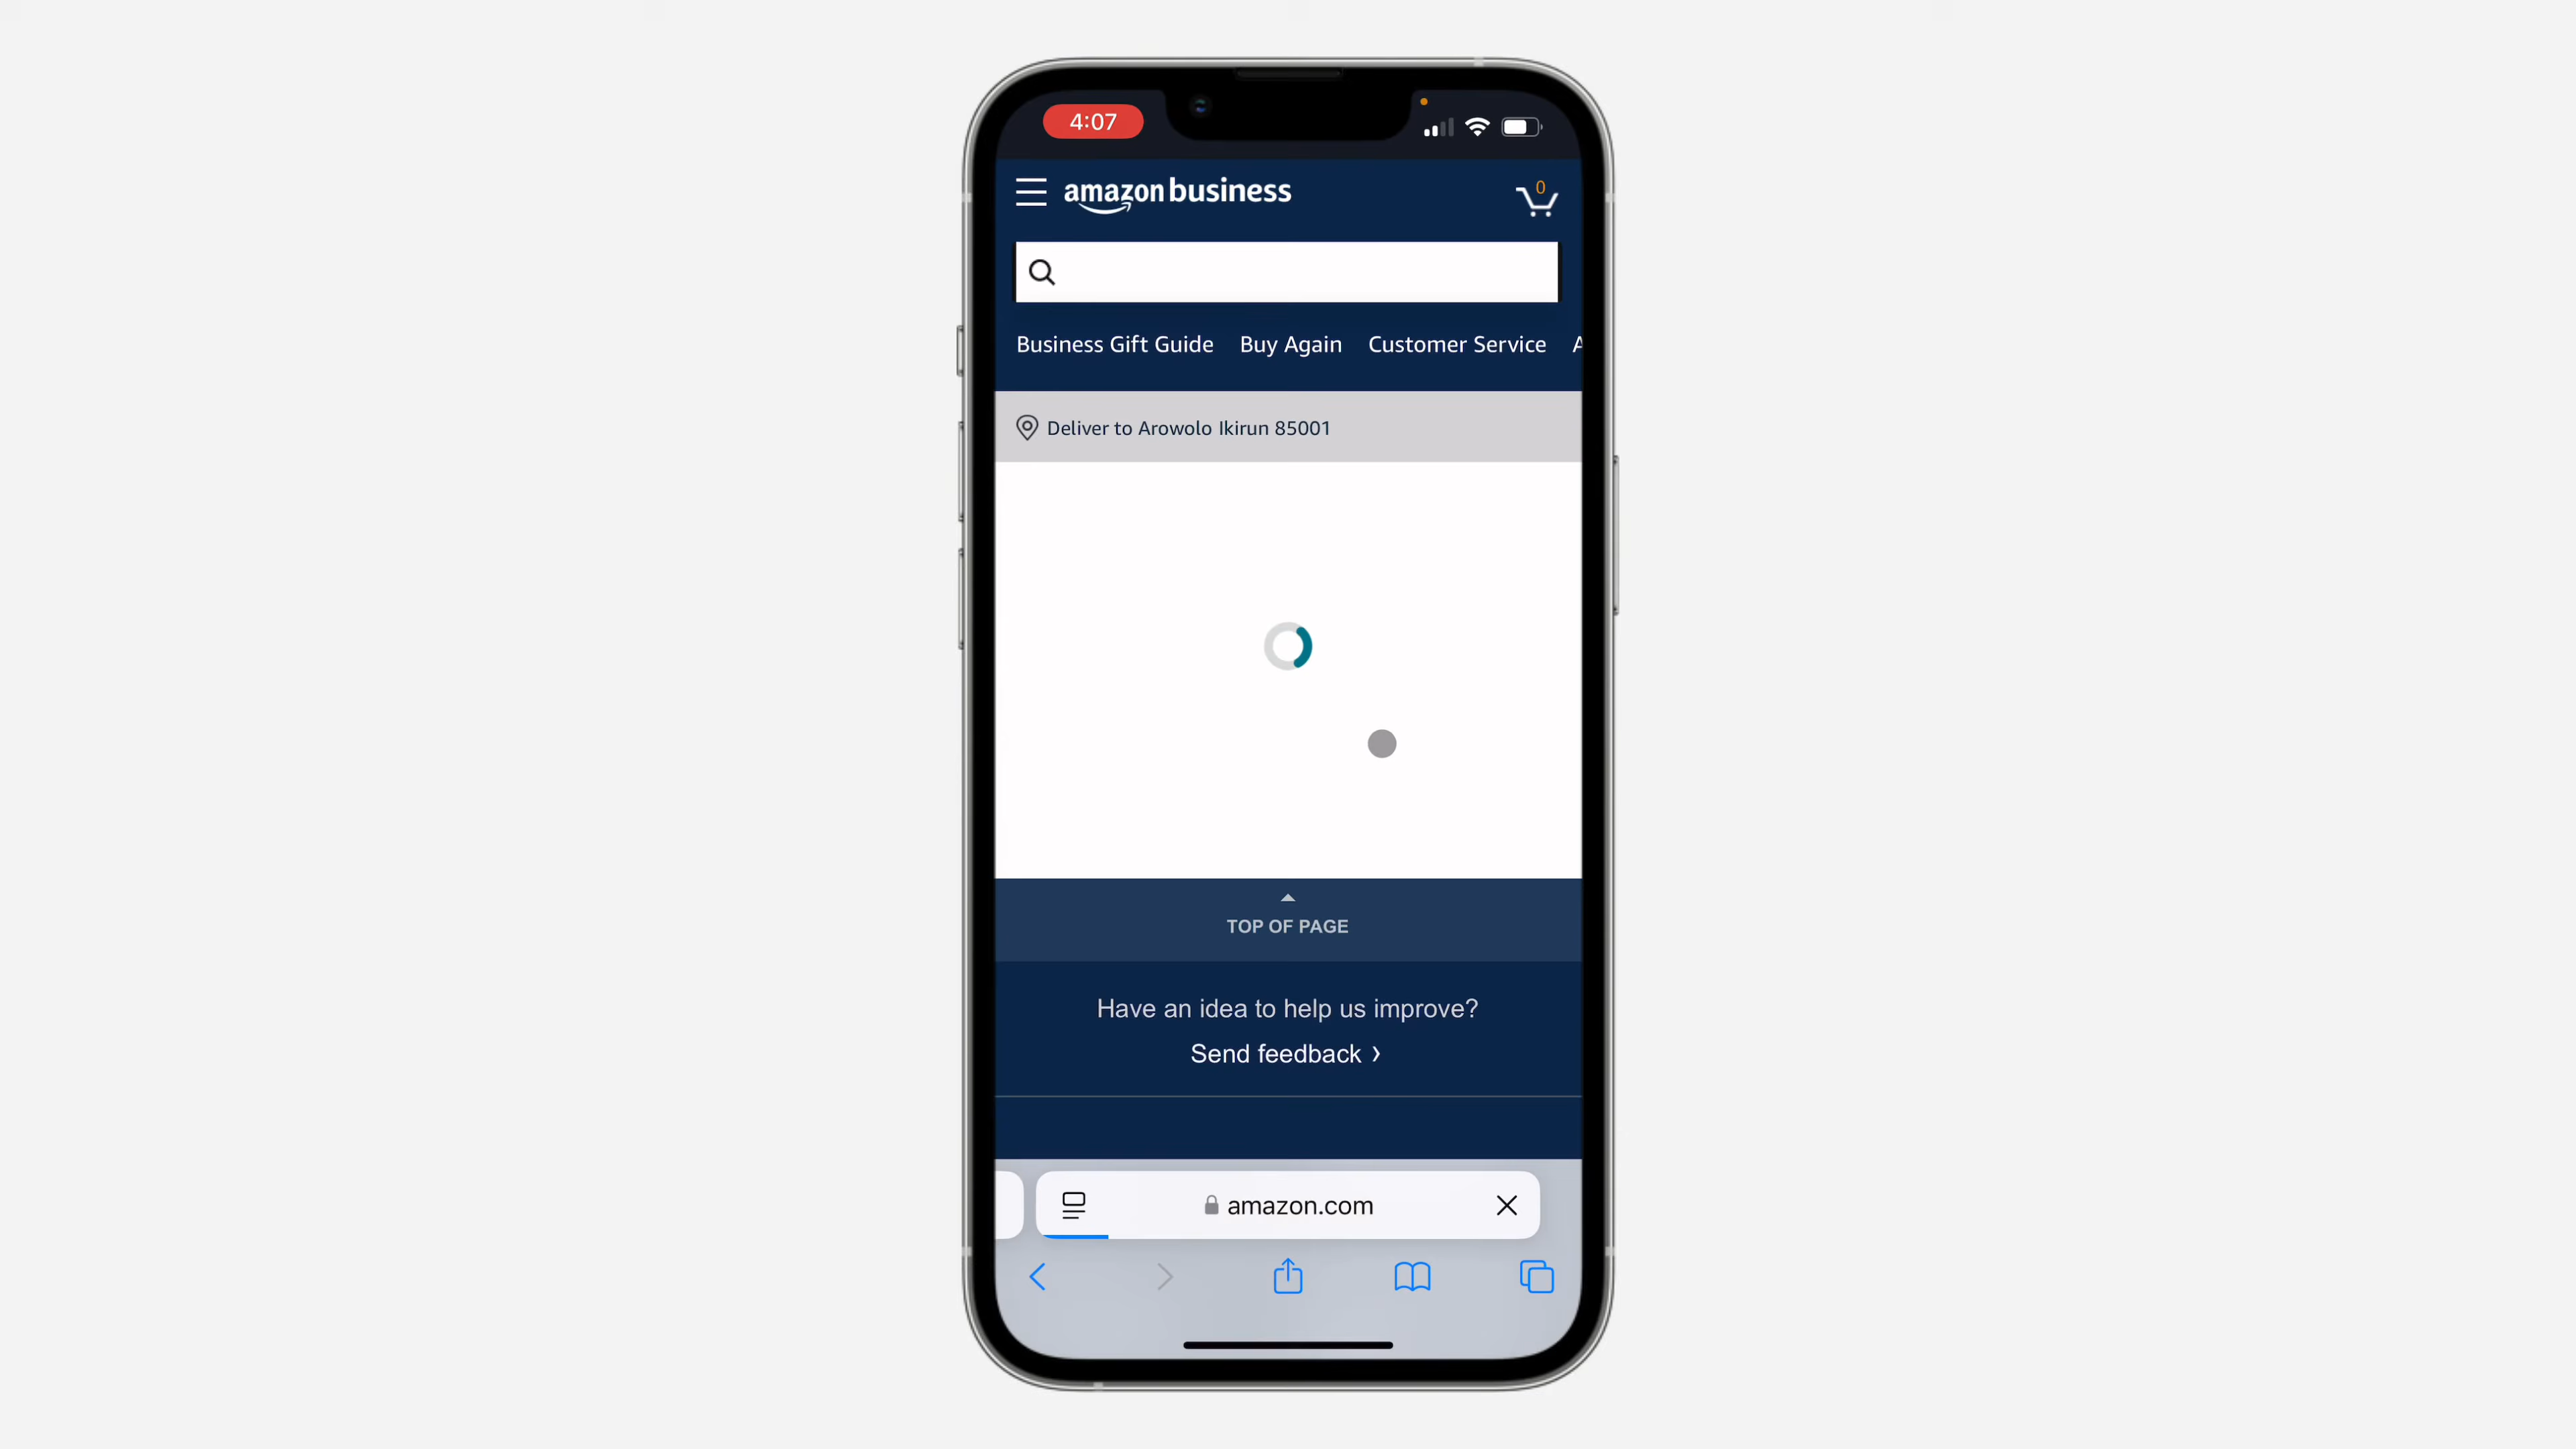 4:07
amazon business
0
Business Gift Guide Buy Again Customer Service A
Deliver to Arowolo Ikirun 85001
TOP OF PAGE
Have an idea to help us improve?
Send feedback ›
amazon.com